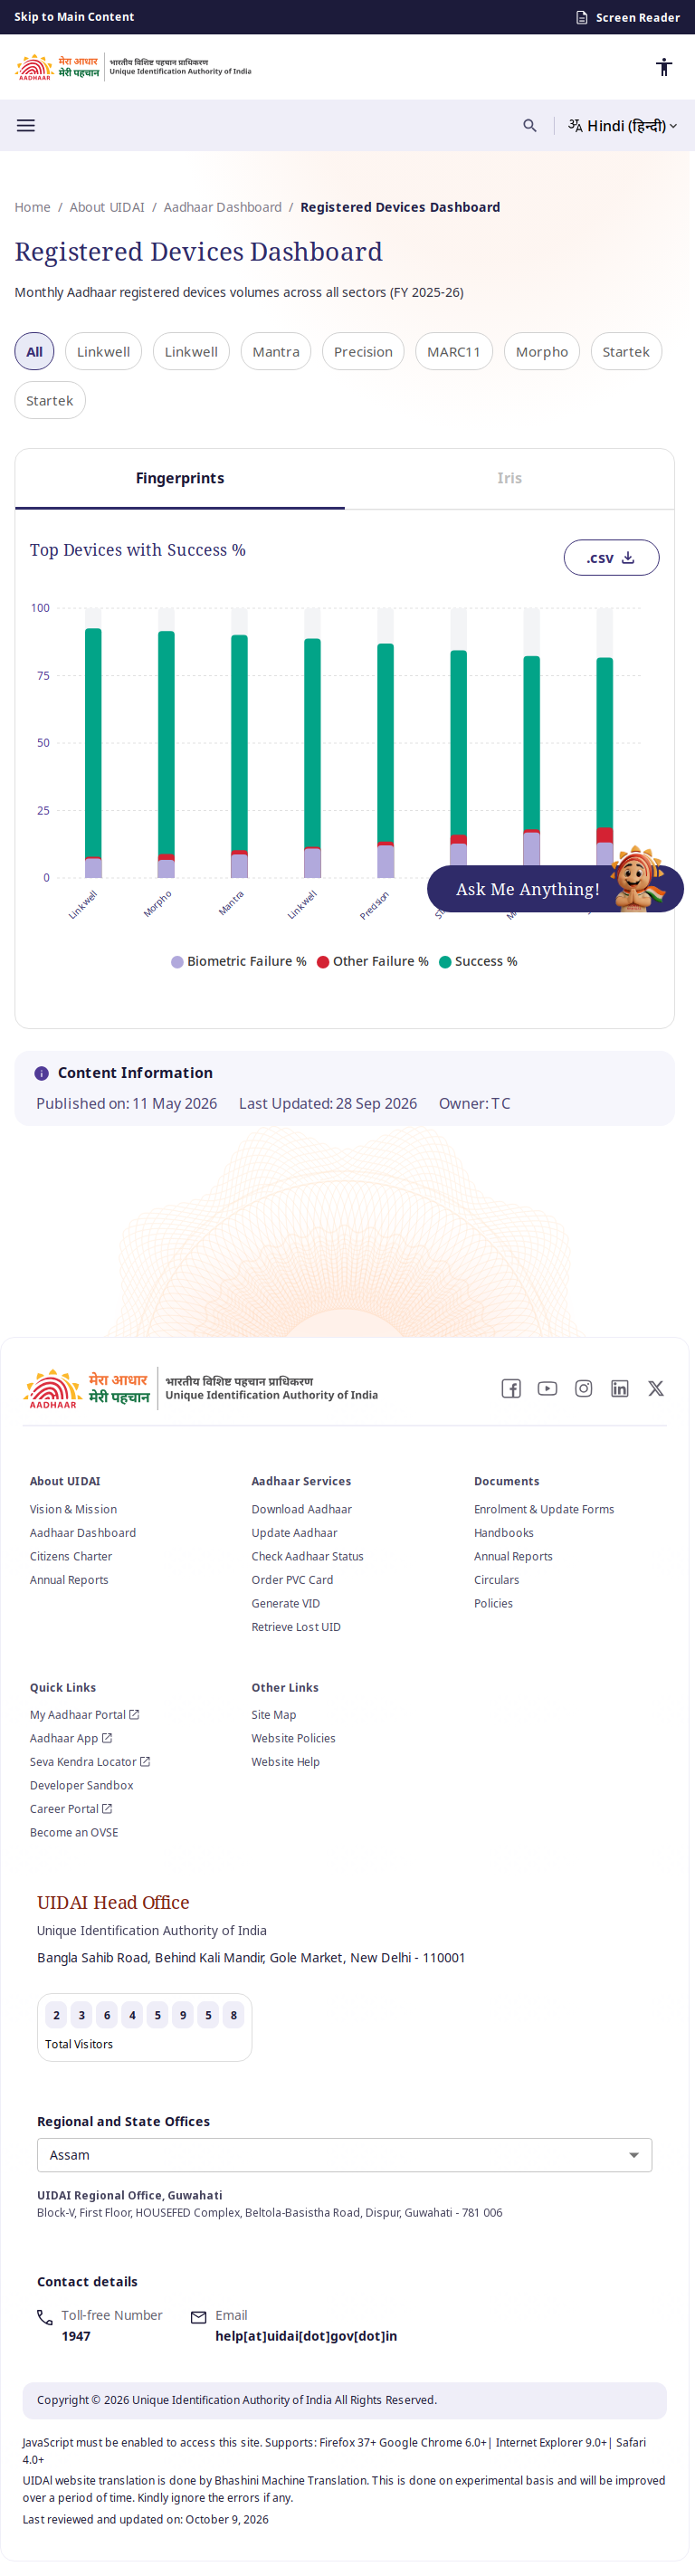 Skip to Main Content
Screen Reader
AADHAAR
मेरा आधार
मेरी पहचान
भारतीय विशिष्ट पहचान प्राधिकरण
Unique Identification Authority of India
Hindi (हिन्दी)
Home / About UIDAI / Aadhaar Dashboard / Registered Devices Dashboard
Registered Devices Dashboard
Monthly Aadhaar registered devices volumes across all sectors (FY 2025-26)
All
Linkwell
Linkwell
Mantra
Precision
MARC11
Morpho
Startek
Startek
Fingerprints
Iris
Top Devices with Success %
.csv
100
75
50
25
0
Linkwell
Morpho
Mantra
Linkwell
Precision
Ask Me Anything!
Biometric Failure %
Other Failure %
Success %
Content Information
Published on: 11 May 2026
Last Updated: 28 Sep 2026
Owner: T C
AADHAAR
मेरा आधार
मेरी पहचान
भारतीय विशिष्ट पहचान प्राधिकरण
Unique Identification Authority of India
About UIDAI
Vision & Mission
Aadhaar Dashboard
Citizens Charter
Annual Reports
Aadhaar Services
Download Aadhaar
Update Aadhaar
Check Aadhaar Status
Order PVC Card
Generate VID
Retrieve Lost UID
Documents
Enrolment & Update Forms
Handbooks
Annual Reports
Circulars
Policies
Quick Links
My Aadhaar Portal
Aadhaar App
Seva Kendra Locator
Developer Sandbox
Career Portal
Become an OVSE
Other Links
Site Map
Website Policies
Website Help
UIDAI Head Office
Unique Identification Authority of India
Bangla Sahib Road, Behind Kali Mandir, Gole Market, New Delhi - 110001
2 3 6 4 5 9 5 8
Total Visitors
Regional and State Offices
Assam
UIDAI Regional Office, Guwahati
Block-V, First Floor, HOUSEFED Complex, Beltola-Basistha Road, Dispur, Guwahati - 781 006
Contact details
Toll-free Number
1947
Email
help[at]uidai[dot]gov[dot]in
Copyright © 2026 Unique Identification Authority of India All Rights Reserved.
JavaScript must be enabled to access this site. Supports: Firefox 37+ Google Chrome 6.0+| Internet Explorer 9.0+| Safari
4.0+
UIDAI website translation is done by Bhashini Machine Translation. This is done on experimental basis and will be improved
over a period of time. Kindly ignore the errors if any.
Last reviewed and updated on: October 9, 2026